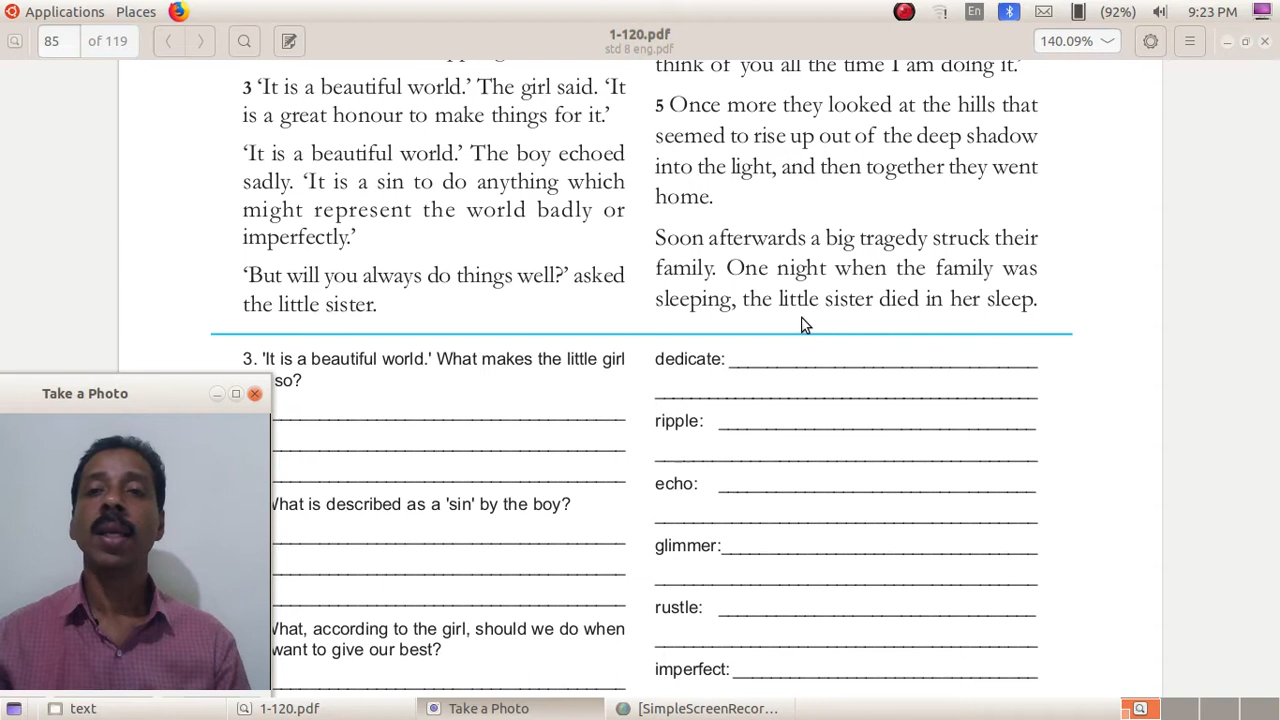 Applications Places En (92%) 9:23 PM
85 of 119
1-120.pdf
std 8 eng.pdf
140.09%
3 ‘It is a beautiful world.’ The girl said. ‘It
is a great honour to make things for it.’
‘It is a beautiful world.’ The boy echoed
sadly. ‘It is a sin to do anything which
might represent the world badly or
imperfectly.’
‘But will you always do things well?’ asked
the little sister.
think of you all the time I am doing it.’
5 Once more they looked at the hills that
seemed to rise up out of the deep shadow
into the light, and then together they went
home.
Soon afterwards a big tragedy struck their
family. One night when the family was
sleeping, the little sister died in her sleep.
3. 'It is a beautiful world.' What makes the little girl
so?
What is described as a 'sin' by the boy?
What, according to the girl, should we do when
want to give our best?
dedicate:
ripple:
echo:
glimmer:
rustle:
imperfect:
Take a Photo
text 1-120.pdf Take a Photo [SimpleScreenRecor...